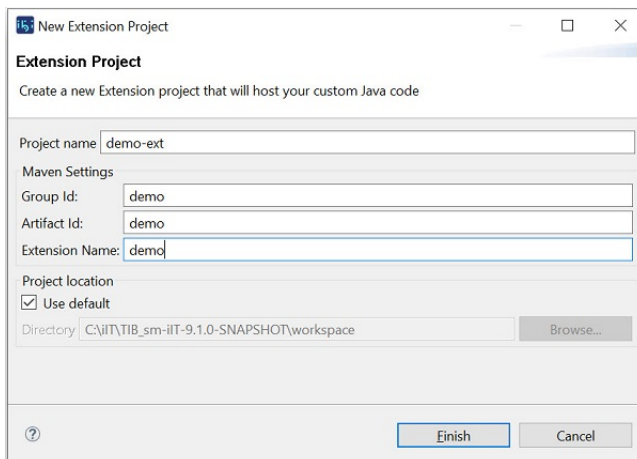 New Extension Project
Extension Project
Create a new Extension project that will host your custom Java code
Project name demo-ext
Maven Settings
Group Id: demo
Artifact Id: demo
Extension Name: demo
Project location
Use default
Directory C:\iIT\TIB_sm-iIT-9.1.0-SNAPSHOT\workspace Browse...
? Finish Cancel